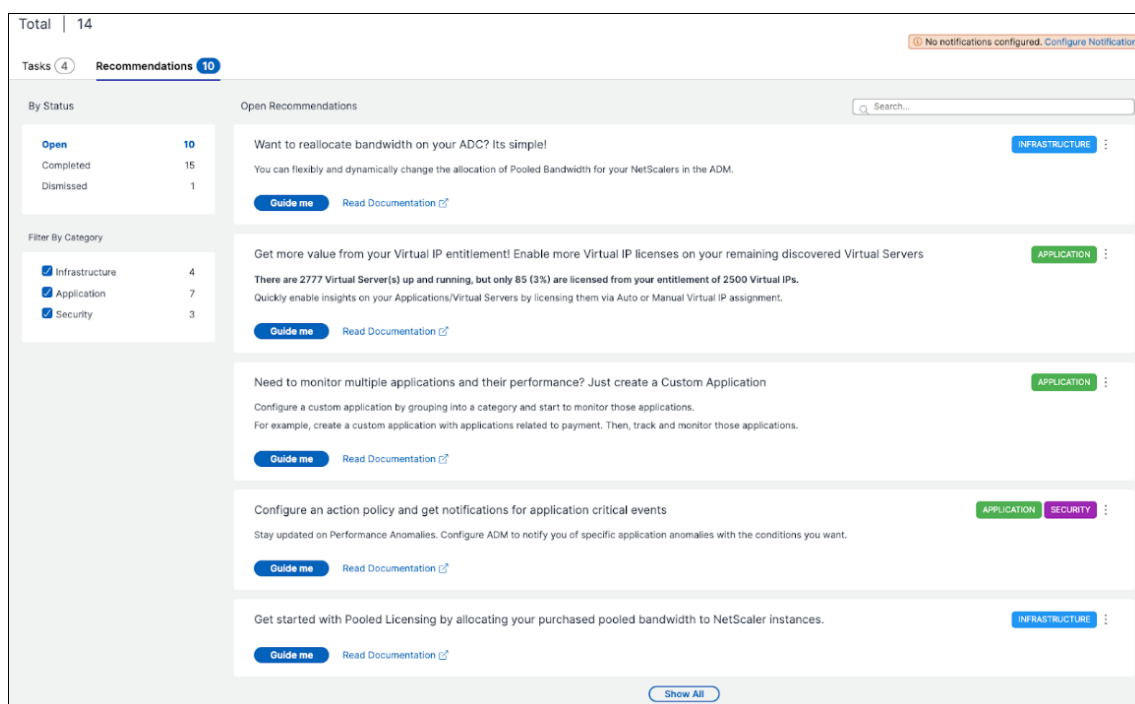 Total | 14
No notifications configured. Configure Notification
Tasks 4 Recommendations 10
By Status
Open 10
Completed 15
Dismissed 1
Filter By Category
Infrastructure 4
Application 7
Security 3
Open Recommendations
Search...
Want to reallocate bandwidth on your ADC? Its simple!
INFRASTRUCTURE
You can flexibly and dynamically change the allocation of Pooled Bandwidth for your NetScalers in the ADM.
Guide me Read Documentation
Get more value from your Virtual IP entitlement! Enable more Virtual IP licenses on your remaining discovered Virtual Servers
APPLICATION
There are 2777 Virtual Server(s) up and running, but only 85 (3%) are licensed from your entitlement of 2500 Virtual IPs.
Quickly enable insights on your Applications/Virtual Servers by licensing them via Auto or Manual Virtual IP assignment.
Guide me Read Documentation
Need to monitor multiple applications and their performance? Just create a Custom Application
APPLICATION
Configure a custom application by grouping into a category and start to monitor those applications.
For example, create a custom application with applications related to payment. Then, track and monitor those applications.
Guide me Read Documentation
Configure an action policy and get notifications for application critical events
APPLICATION SECURITY
Stay updated on Performance Anomalies. Configure ADM to notify you of specific application anomalies with the conditions you want.
Guide me Read Documentation
Get started with Pooled Licensing by allocating your purchased pooled bandwidth to NetScaler instances.
INFRASTRUCTURE
Guide me Read Documentation
Show All